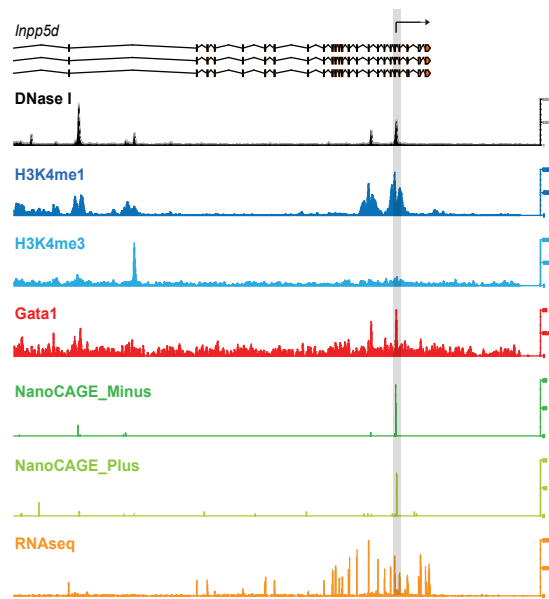 Inpp5d
DNase I
H3K4me1
H3K4me3
Gata1
NanoCAGE_Minus
NanoCAGE_Plus
RNAseq